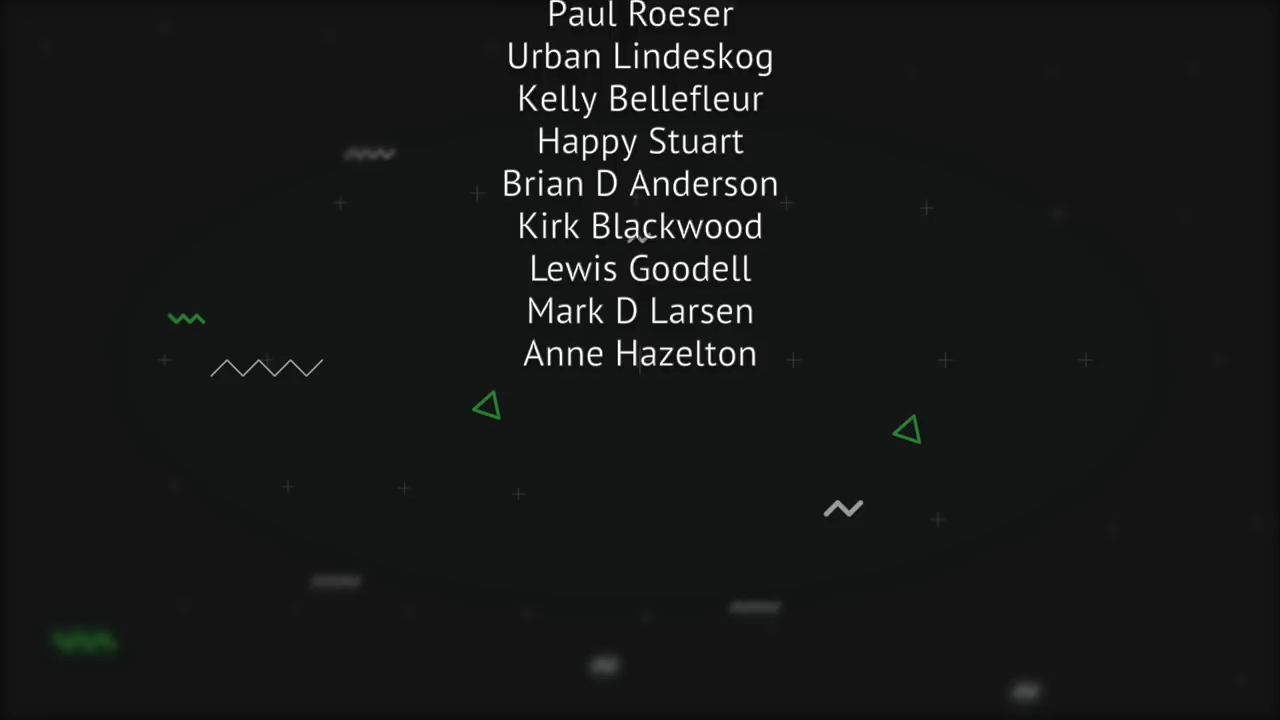 Paul Roeser
Urban Lindeskog
Kelly Bellefleur
Happy Stuart
Brian D Anderson
Kirk Blackwood
Lewis Goodell
Mark D Larsen
Anne Hazelton